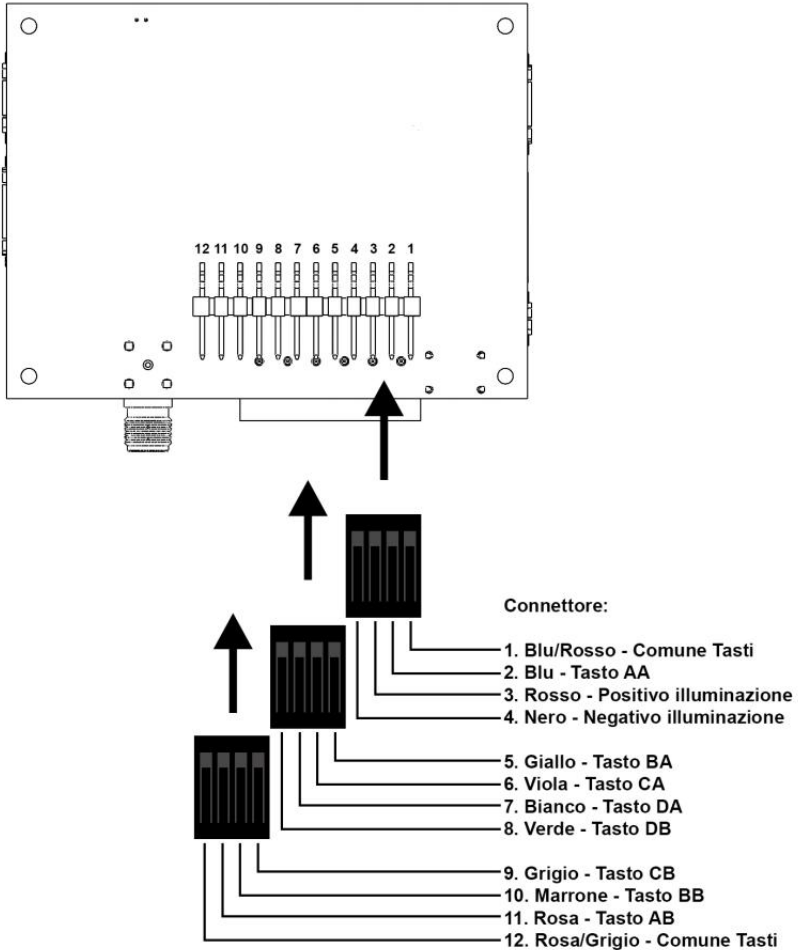 12 11 10 9 8 7 6 5 4 3 2 1
Connettore:
1. Blu/Rosso - Comune Tasti
2. Blu - Tasto AA
3. Rosso - Positivo illuminazione
4. Nero - Negativo illuminazione
5. Giallo - Tasto BA
6. Viola - Tasto CA
7. Bianco - Tasto DA
8. Verde - Tasto DB
9. Grigio - Tasto CB
10. Marrone - Tasto BB
11. Rosa - Tasto AB
12. Rosa/Grigio - Comune Tasti